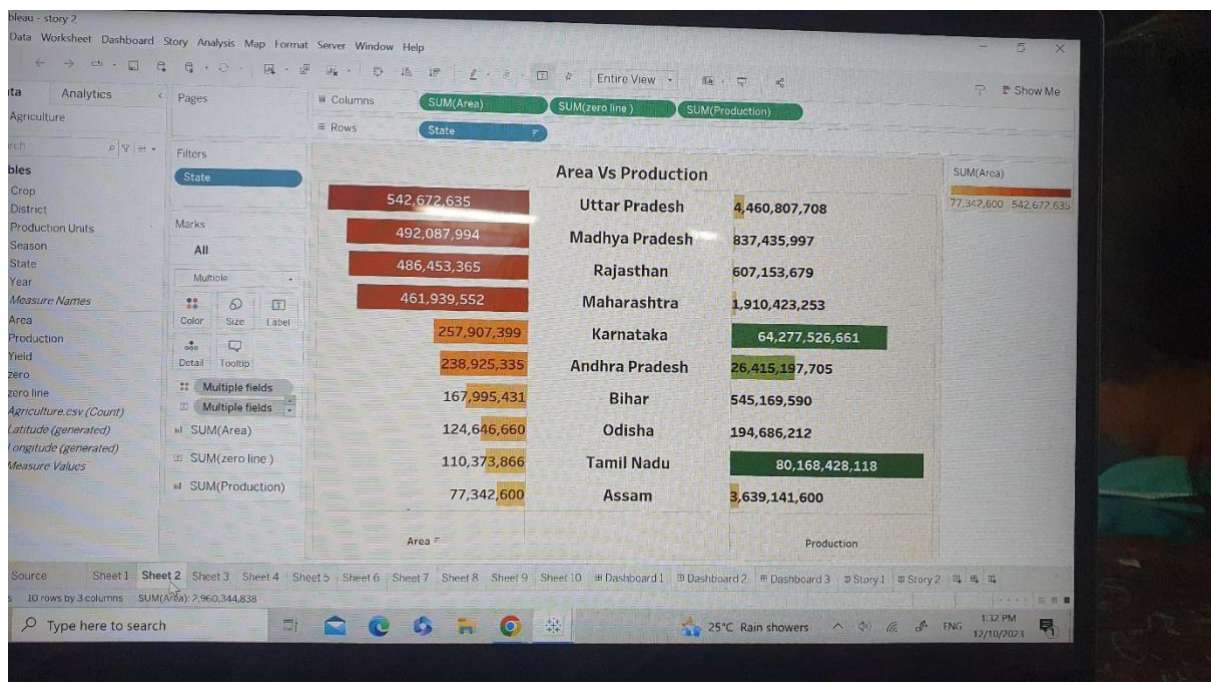 bleau - story 2
Data Worksheet Dashboard Story Analysis Map Format Server Window Help
Entire View
Show Me
ta Analytics Pages
Columns SUM(Area) SUM(zero line ) SUM(Production)
Agriculture
Rows State
rch
Filters
State
bles
Crop
District
Production Units
Season
State
Year
Measure Names
Area
Production
Yield
zero
zero line
Agriculture.csv (Count)
Latitude (generated)
Longitude (generated)
Measure Values
Marks
All
Multiple
Color Size Label
Detail Tooltip
Multiple fields
Multiple fields
SUM(Area)
SUM(zero line )
SUM(Production)
Area Vs Production
542,672,635 Uttar Pradesh 4,460,807,708
492,087,994 Madhya Pradesh 837,435,997
486,453,365 Rajasthan 607,153,679
461,939,552 Maharashtra 1,910,423,253
257,907,399 Karnataka 64,277,526,661
238,925,335 Andhra Pradesh 26,415,197,705
167,995,431 Bihar 545,169,590
124,646,660 Odisha 194,686,212
110,373,866 Tamil Nadu 80,168,428,118
77,342,600 Assam 3,639,141,600
Area Production
SUM(Area)
77,342,600 542,672,635
Source Sheet 1 Sheet 2 Sheet 3 Sheet 4 Sheet 5 Sheet 6 Sheet 7 Sheet 8 Sheet 9 Sheet 10 Dashboard 1 Dashboard 2 Dashboard 3 Story 1 Story 2
s 10 rows by 3 columns SUM(Area): 2,960,344,838
Type here to search
25°C Rain showers
ENG
1:32 PM
12/10/2023
1